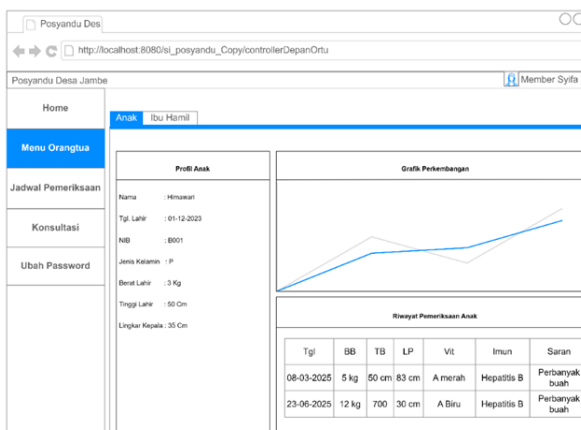 Posyandu Des
http://localhost:8080/si_posyandu_Copy/controllerDepanOrtu
Posyandu Desa Jambe
Member Syifa
Home
Menu Orangtua
Jadwal Pemeriksaan
Konsultasi
Ubah Password
Anak Ibu Hamil
Profil Anak
Nama : Himawari
Tgl. Lahir : 01-12-2023
NIB : B001
Jenis Kelamin : P
Berat Lahir : 3 Kg
Tinggi Lahir : 50 Cm
Lingkar Kepala : 35 Cm
Grafik Perkembangan
Riwayat Pemeriksaan Anak
Tgl BB TB LP Vit Imun Saran
08-03-2025 5 kg 50 cm 83 cm A merah Hepatitis B Perbanyak buah
23-06-2025 12 kg 700 30 cm A Biru Hepatitis B Perbanyak buah